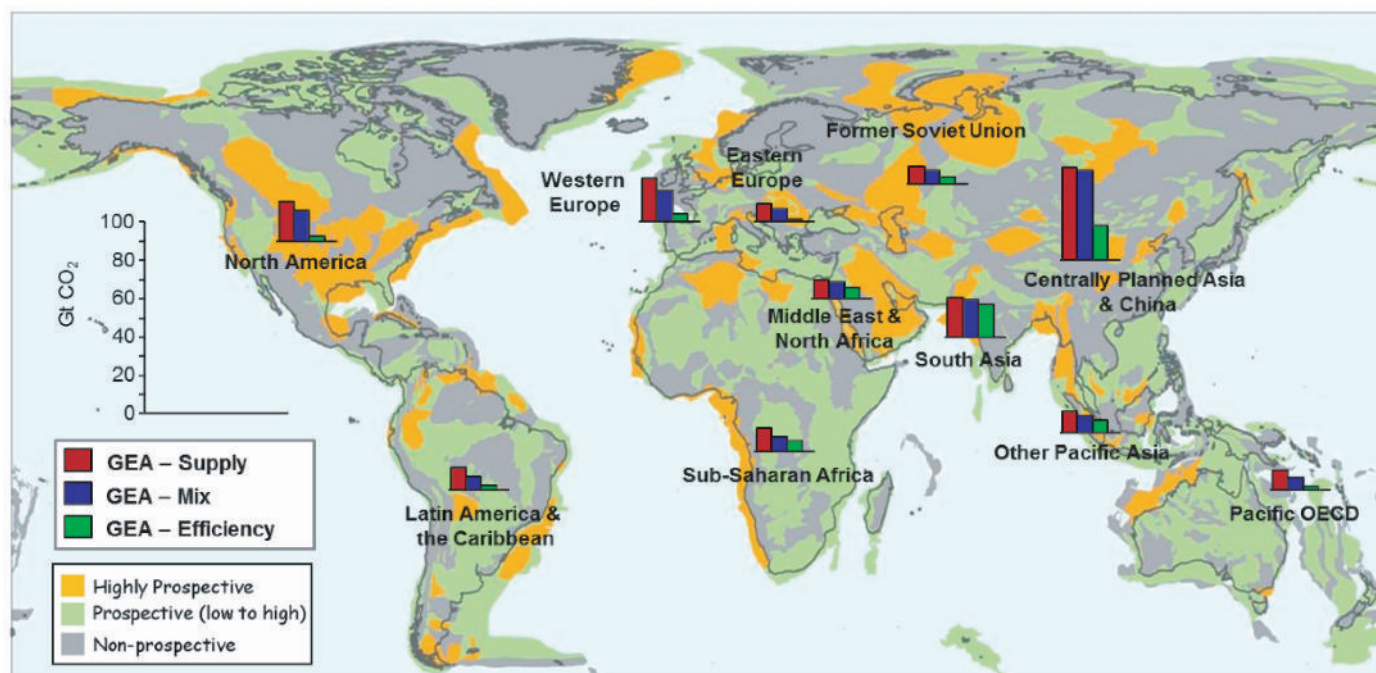 Former Soviet Union
Eastern
Europe
Western
Europe
100
80
60
40
20
0
Gt CO₂
North America
Centrally Planned Asia
& China
Middle East &
North Africa
South Asia
Other Pacific Asia
Sub-Saharan Africa
Latin America &
the Caribbean
Pacific OECD
GEA – Supply
GEA – Mix
GEA – Efficiency
Highly Prospective
Prospective (low to high)
Non-prospective